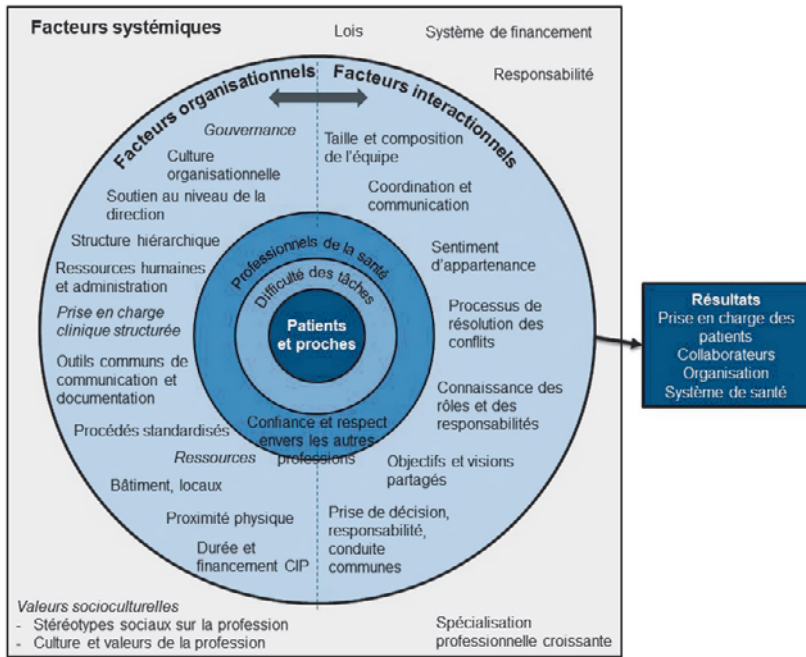 Facteurs systémiques
Lois
Système de financement
Responsabilité
Facteurs organisationnels
Facteurs interactionnels
Gouvernance
Culture
organisationnelle
Soutien au niveau de la
direction
Structure hiérarchique
Ressources humaines
et administration
Prise en charge
clinique structurée
Outils communs de
communication et
documentation
Procédés standardisés
Ressources
Bâtiment, locaux
Proximité physique
Durée et
financement CIP
Taille et composition
de l'équipe
Coordination et
communication
Sentiment
d'appartenance
Processus de
résolution des
conflits
Connaissance des
rôles et des
responsabilités
Objectifs et visions
partagés
Prise de décision,
responsabilité,
conduite
communes
Professionnels de la santé
Difficulté des tâches
Patients
et proches
Confiance et respect
envers les autres
professions
Résultats
Prise en charge des
patients
Collaborateurs
Organisation
Système de santé
Valeurs socioculturelles
- Stéréotypes sociaux sur la profession
- Culture et valeurs de la profession
Spécialisation
professionnelle croissante